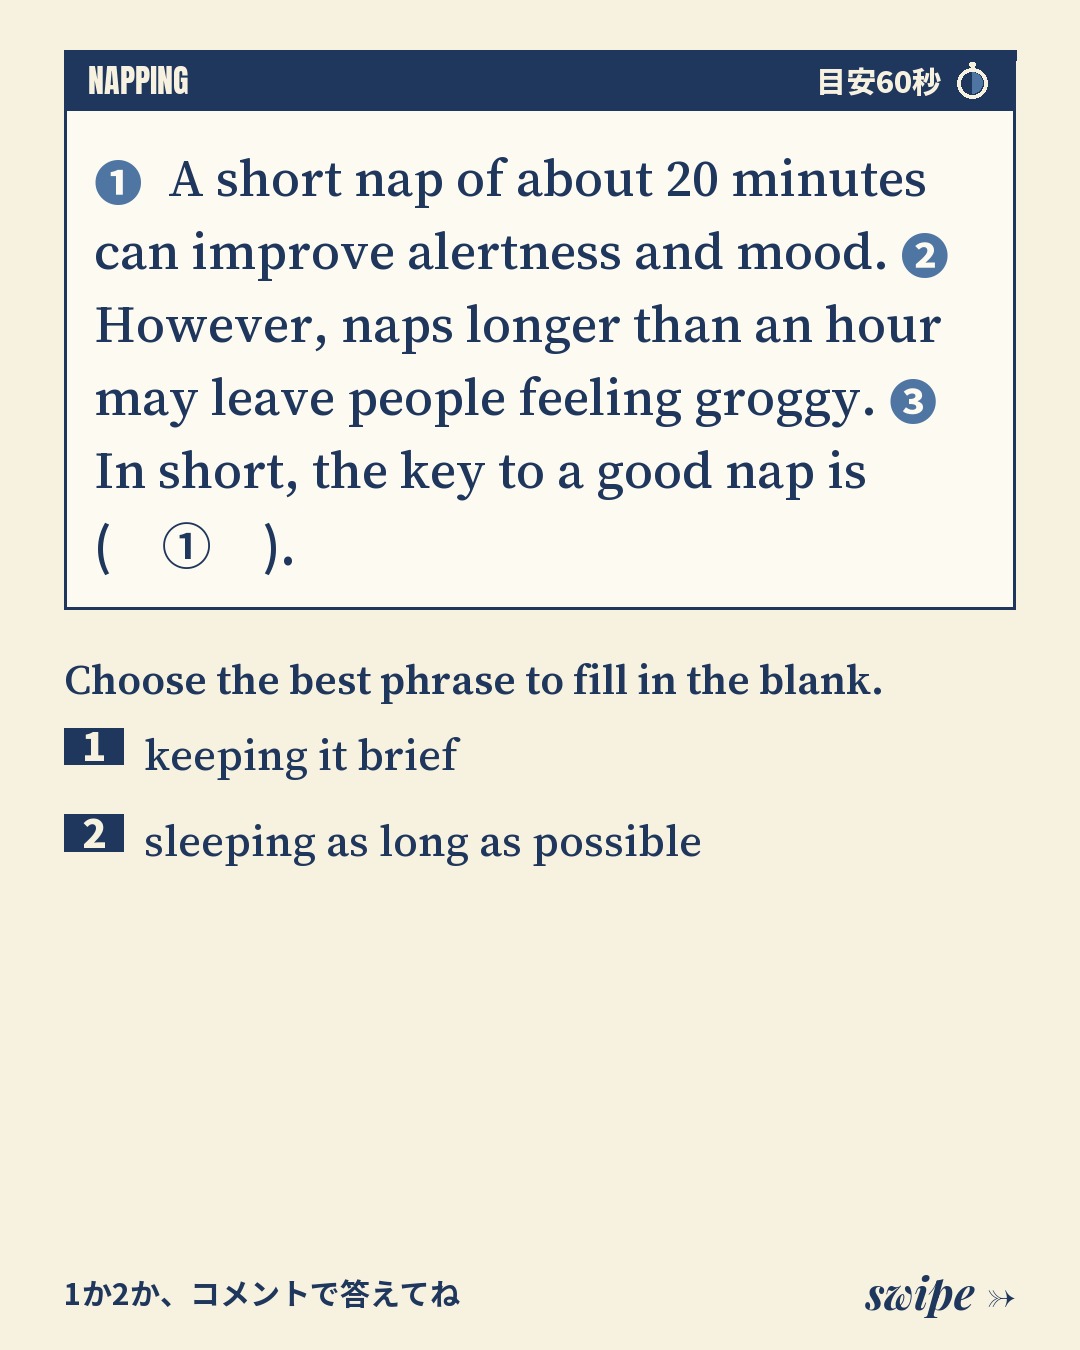 NAPPING 目安60秒
❶ A short nap of about 20 minutes
can improve alertness and mood. ❷
However, naps longer than an hour
may leave people feeling groggy. ❸
In short, the key to a good nap is
( ① ).
Choose the best phrase to fill in the blank.
1 keeping it brief
2 sleeping as long as possible
1か2か、コメントで答えてね swipe